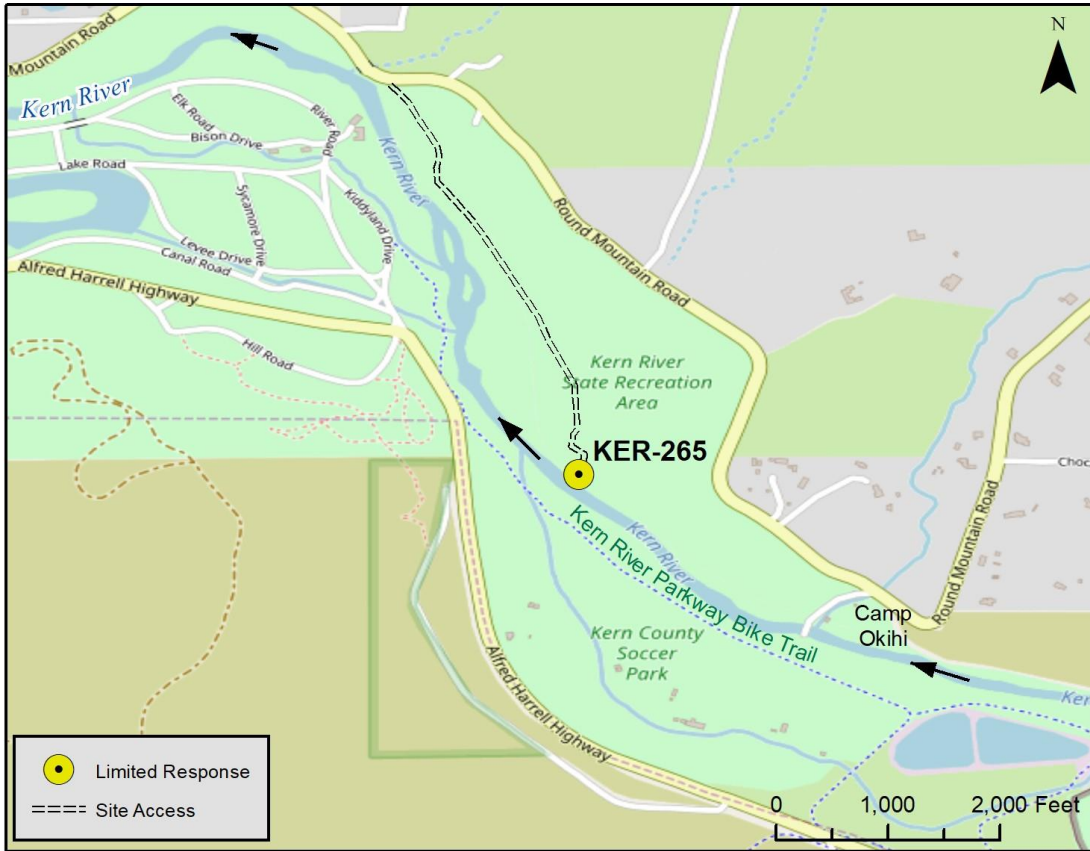 Mountain Road
N
Kern River
Elk Road
River
Road
Bison Drive
Kern River
Lake Road
Sycamore Drive
Kiddyland Drive
Round Mountain Road
Levee Drive
Canal Road
Alfred Harrell Highway
Hill Road
Kern River
State Recreation
Area
KER-265
Choc
Kern River
Kern River Parkway Bike Trail
Round Mountain Road
Camp
Okihi
Kern County
Soccer
Park
Alfred Harrell Highway
Ker
Limited Response
Site Access
0 1,000 2,000 Feet